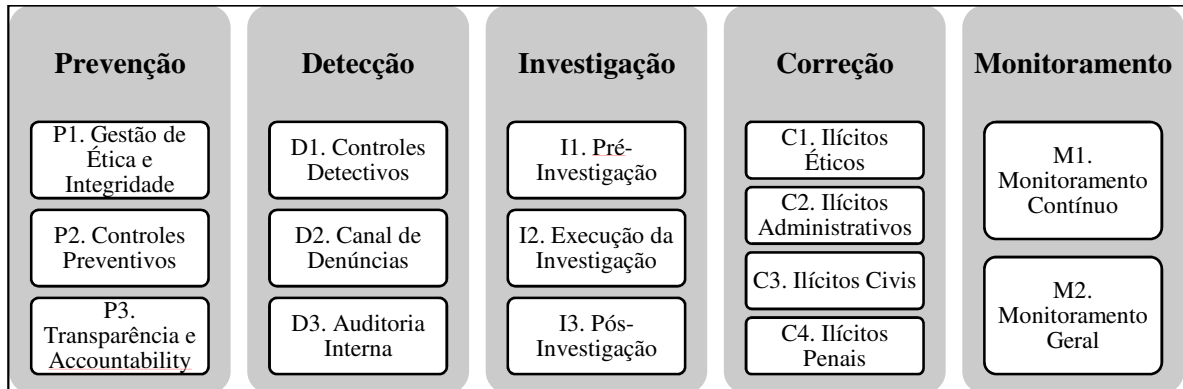 Prevenção
P1. Gestão de
Ética e
Integridade
P2. Controles
Preventivos
P3.
Transparência e
Accountability
Detecção
D1. Controles
Detectivos
D2. Canal de
Denúncias
D3. Auditoria
Interna
Investigação
I1. Pré-
Investigação
I2. Execução da
Investigação
I3. Pós-
Investigação
Correção
C1. Ilícitos
Éticos
C2. Ilícitos
Administrativos
C3. Ilícitos Civis
C4. Ilícitos
Penais
Monitoramento
M1.
Monitoramento
Contínuo
M2.
Monitoramento
Geral